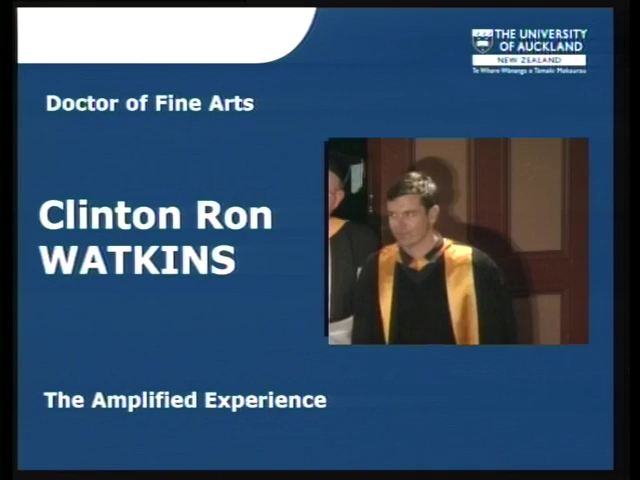 THE UNIVERSITY
OF AUCKLAND
NEW ZEALAND
Te Whare Wānanga o Tāmaki Makaurau
Doctor of Fine Arts
Clinton Ron
WATKINS
The Amplified Experience